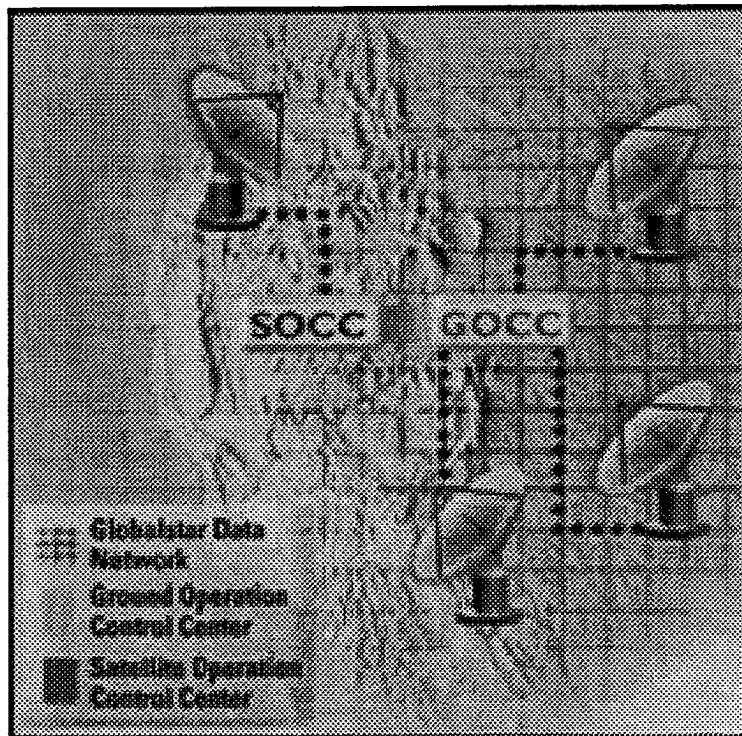 SOCC
GOCC
Globalstar Data
Network
Ground Operation
Control Center
Satellite Operation
Control Center